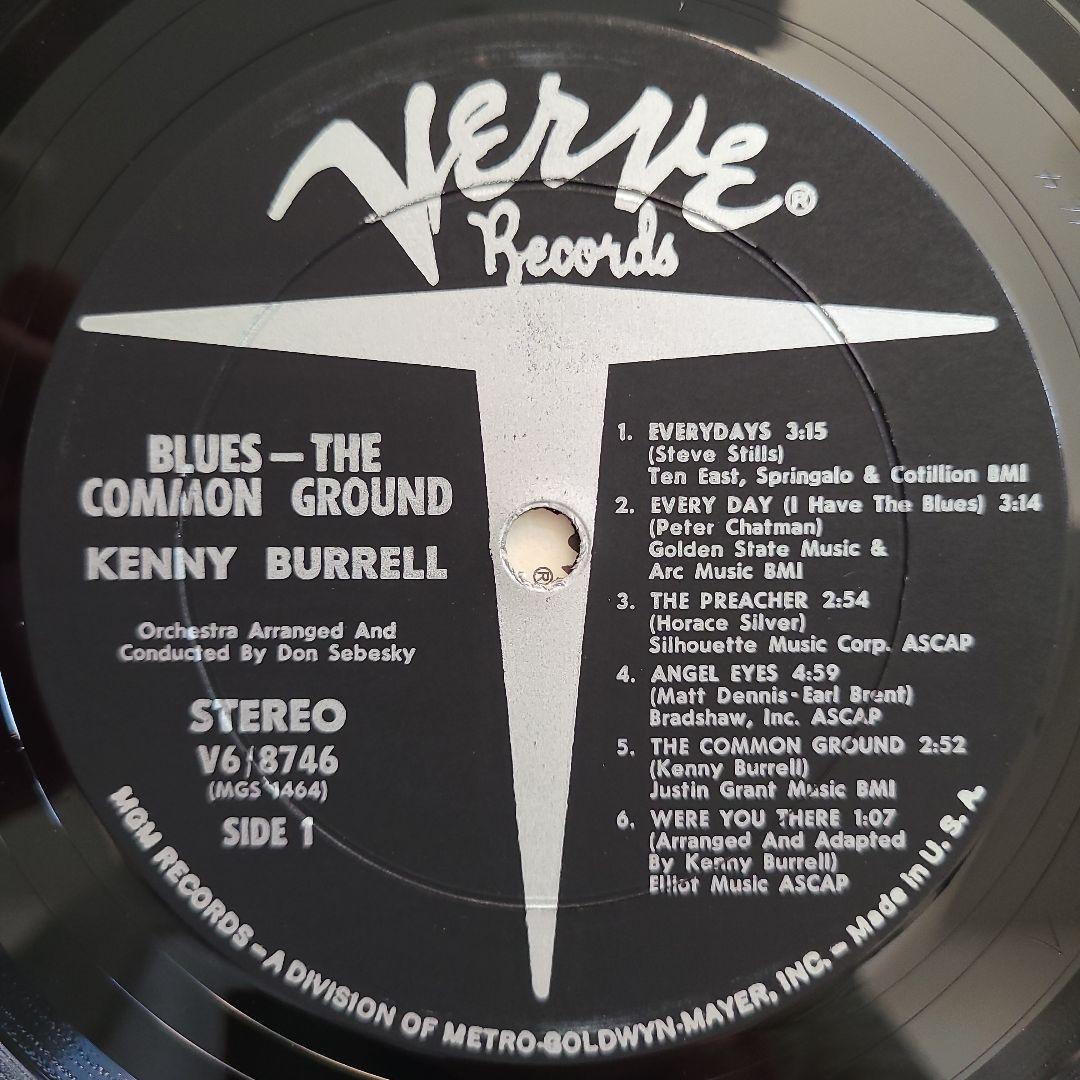 Verve®
Records
BLUES — THE
COMMON GROUND
KENNY BURRELL
Orchestra Arranged And
Conducted By Don Sebesky
STEREO
V6/8746
(MGS 1464)
SIDE 1
1. EVERYDAYS 3:15
(Steve Stills)
Ten East, Springalo & Cotillion BMI
2. EVERY DAY (I Have The Blues) 3:14
(Peter Chatman)
Golden State Music &
Arc Music BMI
3. THE PREACHER 2:54
(Horace Silver)
Silhouette Music Corp. ASCAP
4. ANGEL EYES 4:59
(Matt Dennis-Earl Brent)
Bradshaw, Inc. ASCAP
5. THE COMMON GROUND 2:52
(Kenny Burrell)
Justin Grant Music BMI
6. WERE YOU THERE 1:07
(Arranged And Adapted
By Kenny Burrell)
Elliot Music ASCAP
MGM RECORDS – A DIVISION OF METRO-GOLDWYN-MAYER, INC. – Made in U. S. A.
®